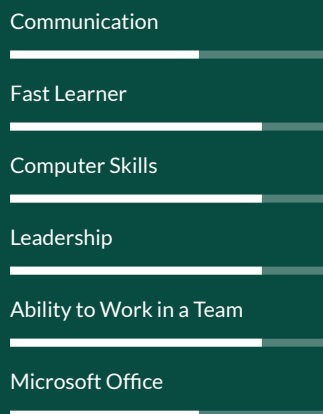 Communication
Fast Learner
Computer Skills
Leadership
Ability to Work in a Team
Microsoft Office